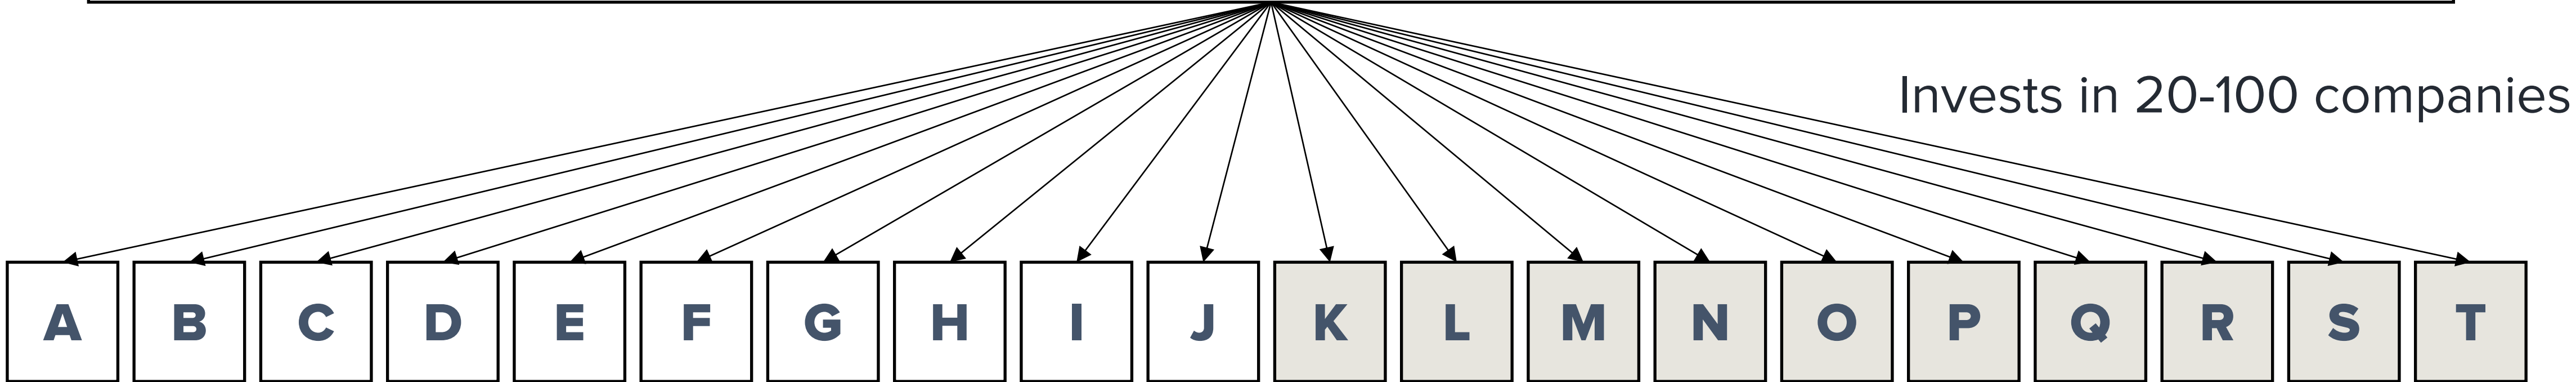 Invests in 20-100 companies
A B C D E F G H I J K L M N O P Q R S T